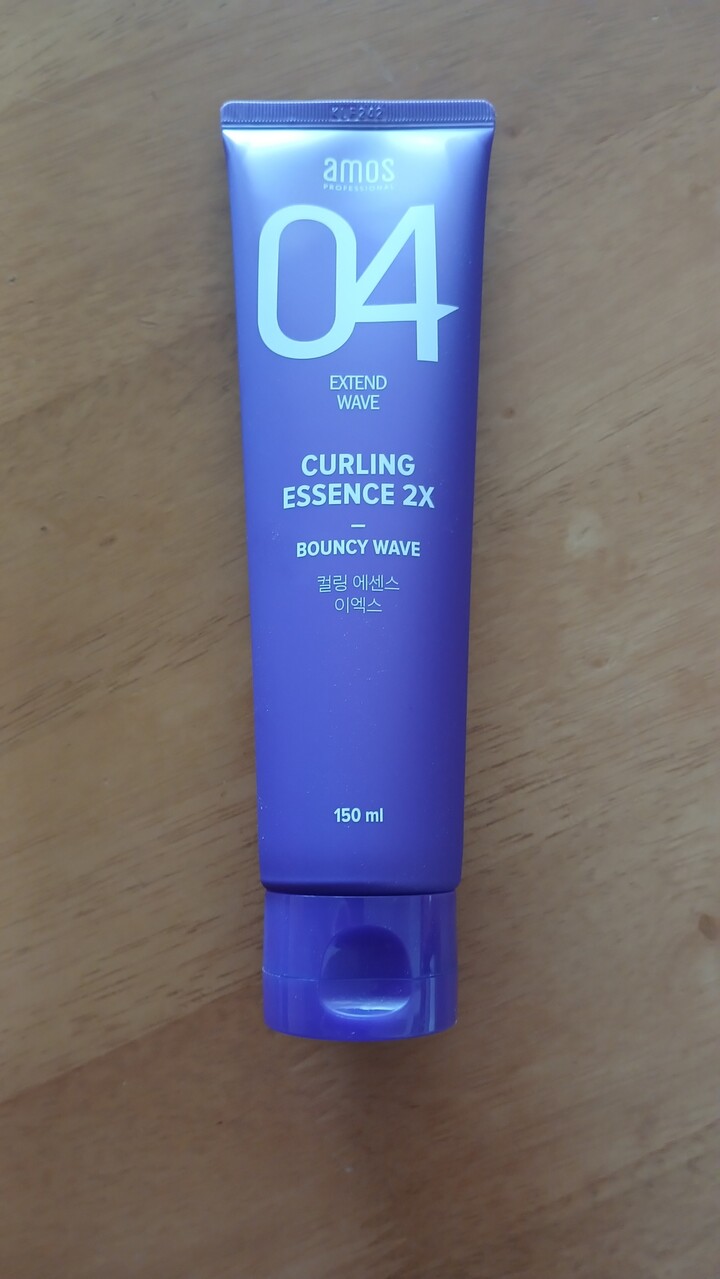 amos
PROFESSIONAL
04
EXTEND
WAVE
CURLING
ESSENCE 2X
BOUNCY WAVE
컬링 에센스
이엑스
150 ml